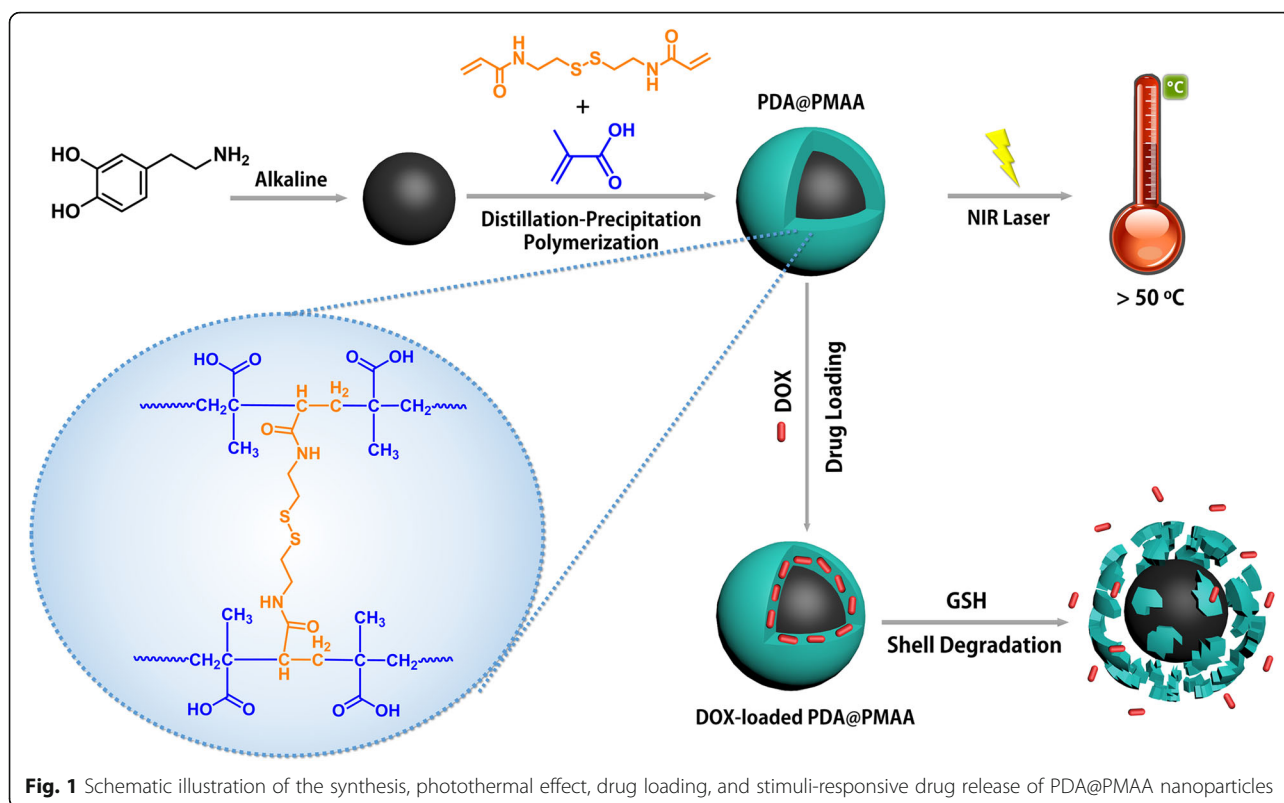 HO
HO
NH2
Alkaline
H
N
O
S
S
N
H
O
+
OH
O
Distillation-Precipitation
Polymerization
PDA@PMAA
NIR Laser
°C
> 50 ºC
HO O
O OH
H H2
CH2 CH2
O
CH3
NH
CH3
S
S
HN
CH3
O
H2
CH3
CH2 CH2
H
HO O
O OH
DOX
Drug Loading
DOX-loaded PDA@PMAA
GSH
Shell Degradation
Fig. 1 Schematic illustration of the synthesis, photothermal effect, drug loading, and stimuli-responsive drug release of PDA@PMAA nanoparticles